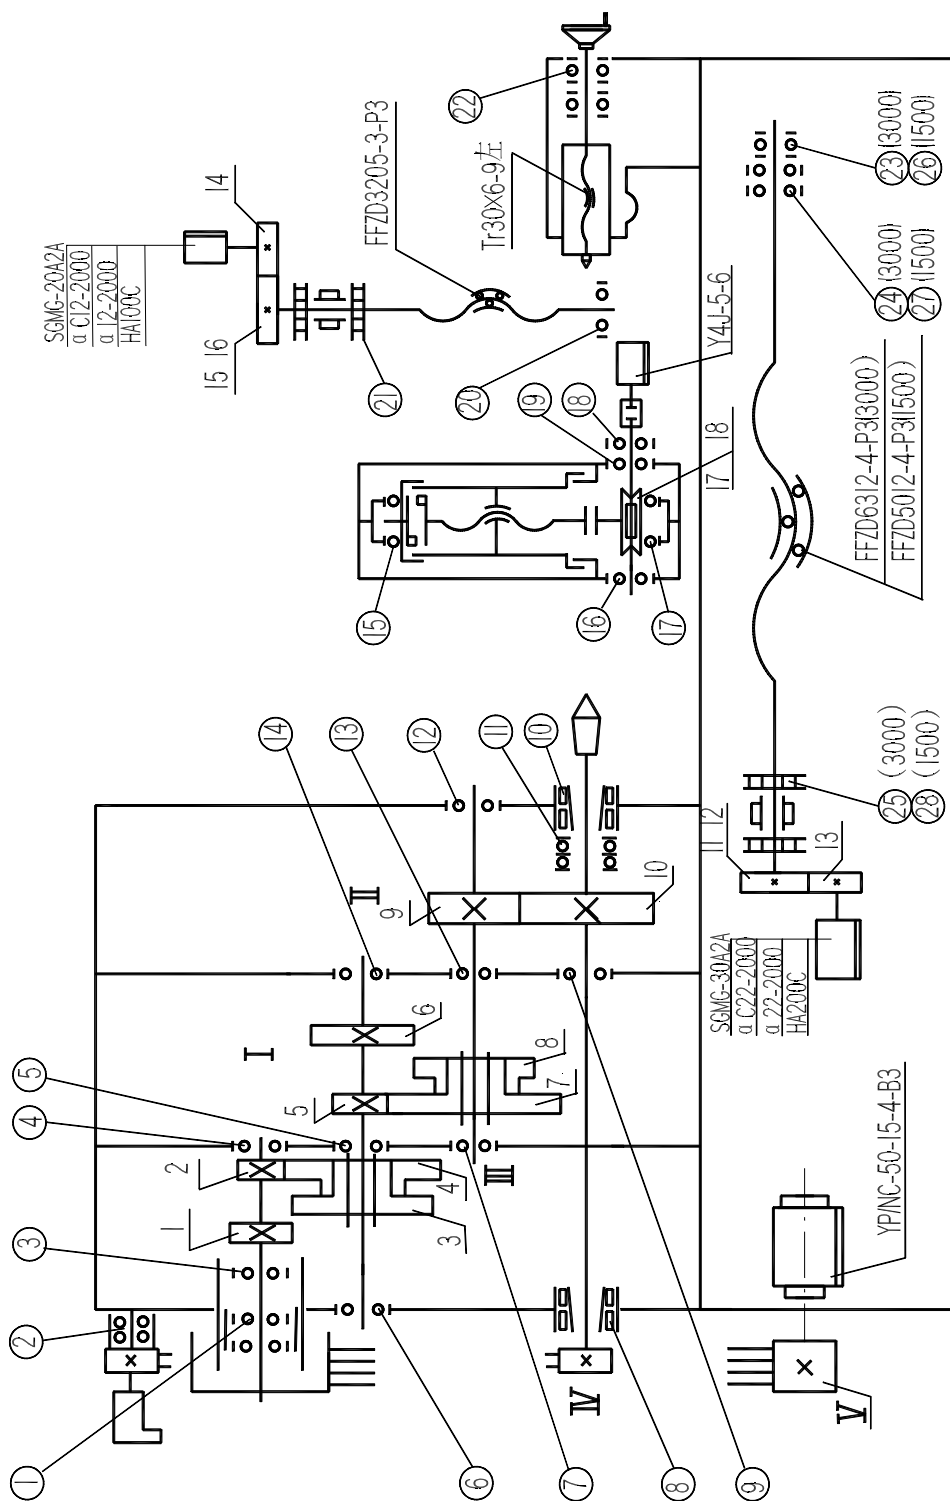 SGMG-20A2A
α C12-2000
α 12-2000
HA100C
14
15 16
21
FFZD3205-3-P3
20
22
Tr30×6-9左
Y4J-5-6
19
18
17 18
15
16
17
23 (3000)
26 (1500)
24 (3000)
27 (1500)
FFZD6312-4-P3(3000)
FFZD5012-4-P3(1500)
25 (3000)
28 (1500)
11 12
13
SGMG-30A2A
α C22-2000
α 22-2000
HA200C
14
13
12
11
10
II
9
10
I
6
5
8
7
5
4
3
2
1
2
1
4
3
III
IV
V
6
7
8
9
YPNC-50-15-4-B3